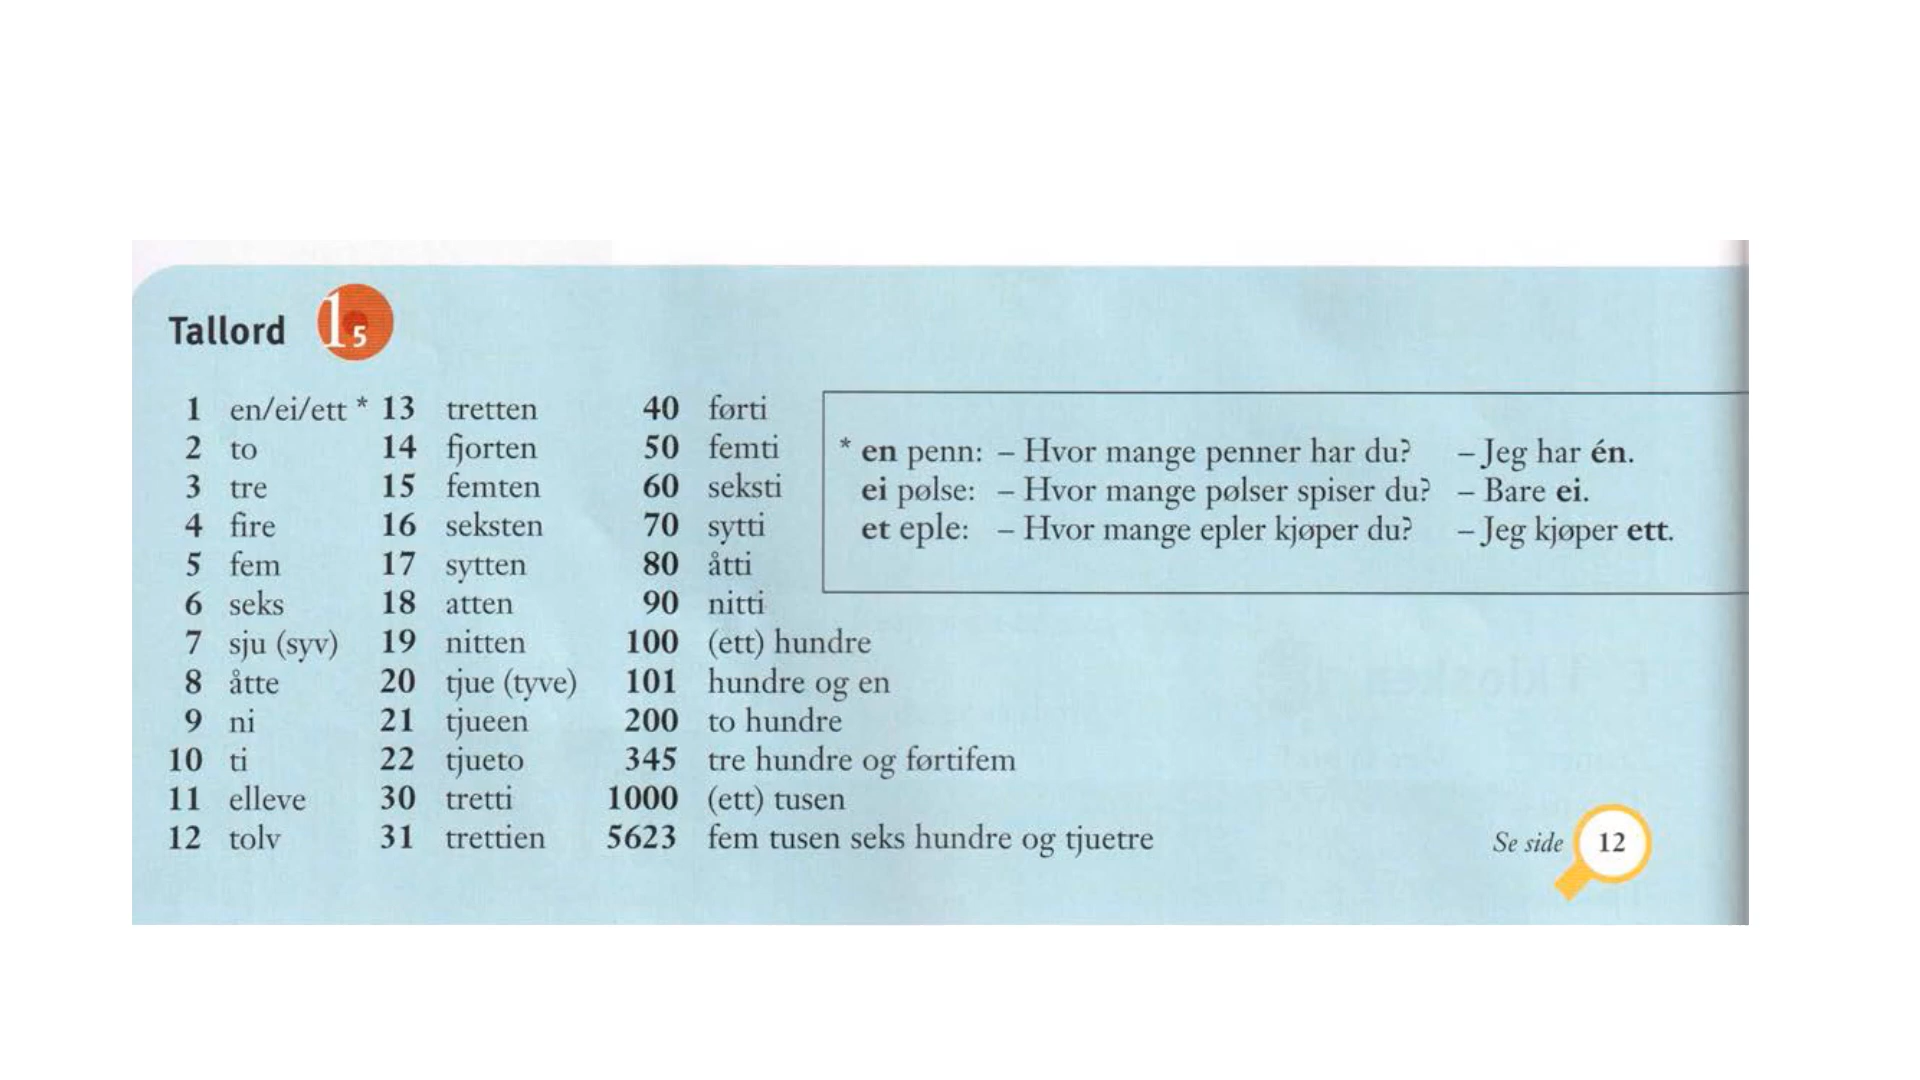 Tallord 1 5
1 en/ei/ett * 13 tretten 40 førti
2 to 14 fjorten 50 femti
3 tre 15 femten 60 seksti
4 fire 16 seksten 70 sytti
5 fem 17 sytten 80 åtti
6 seks 18 atten 90 nitti
7 sju (syv) 19 nitten 100 (ett) hundre
8 åtte 20 tjue (tyve) 101 hundre og en
9 ni 21 tjueen 200 to hundre
10 ti 22 tjueto 345 tre hundre og førtifem
11 elleve 30 tretti 1000 (ett) tusen
12 tolv 31 trettien 5623 fem tusen seks hundre og tjuetre
* en penn: – Hvor mange penner har du? – Jeg har én.
ei pølse: – Hvor mange pølser spiser du? – Bare ei.
et eple: – Hvor mange epler kjøper du? – Jeg kjøper ett.
Se side 12